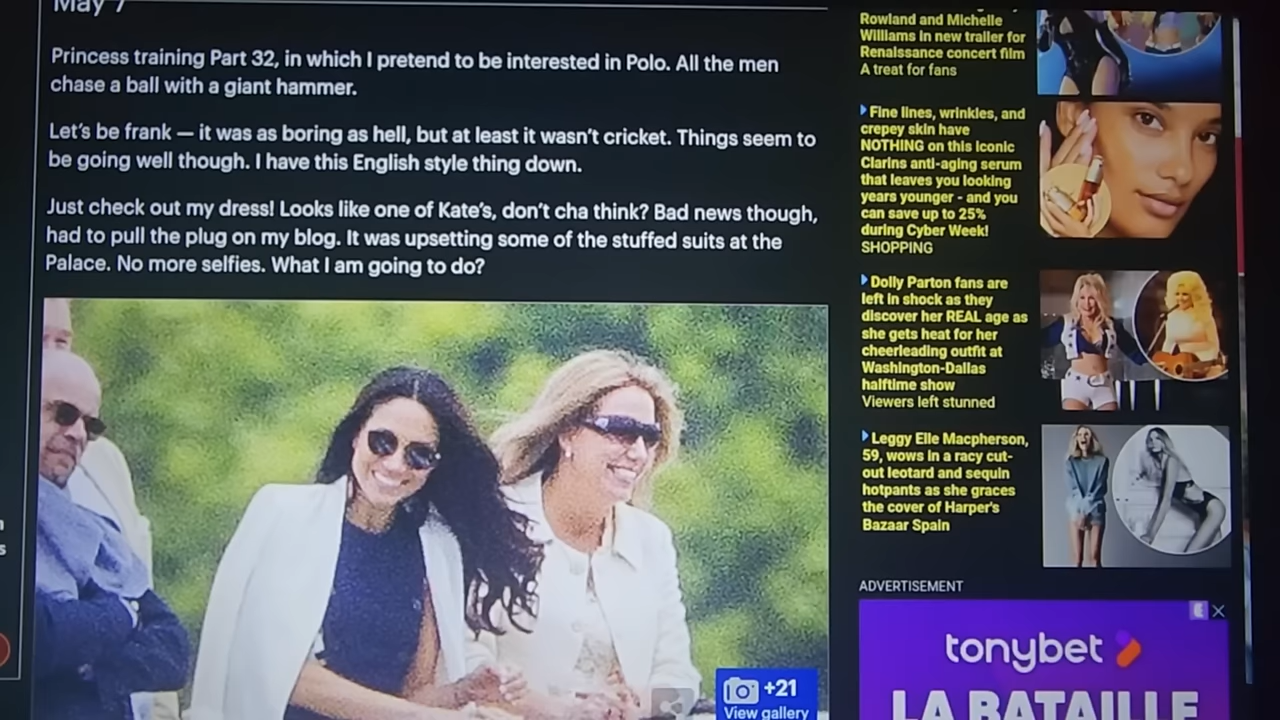 May 7
Princess training Part 32, in which I pretend to be interested in Polo. All the men
chase a ball with a giant hammer.
Let's be frank — it was as boring as hell, but at least it wasn't cricket. Things seem to
be going well though. I have this English style thing down.
Just check out my dress! Looks like one of Kate's, don't cha think? Bad news though,
had to pull the plug on my blog. It was upsetting some of the stuffed suits at the
Palace. No more selfies. What I am going to do?
+21
View gallery
Rowland and Michelle
Williams in new trailer for
Renaissance concert film
A treat for fans
Fine lines, wrinkles, and
crepey skin have
NOTHING on this iconic
Clarins anti-aging serum
that leaves you looking
years younger - and you
can save up to 25%
during Cyber Week!
SHOPPING
Dolly Parton fans are
left in shock as they
discover her REAL age as
she gets heat for her
cheerleading outfit at
Washington-Dallas
halftime show
Viewers left stunned
Leggy Elle Macpherson,
59, wows in a racy cut-
out leotard and sequin
hotpants as she graces
the cover of Harper's
Bazaar Spain
ADVERTISEMENT
tonybet
LA BATAILLE